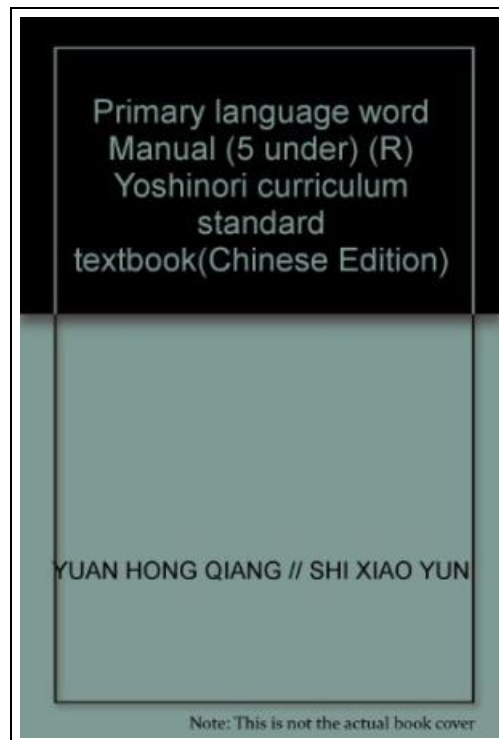 Primary language word
Manual (5 under) (R)
Yoshinori curriculum
standard
textbook(Chinese Edition)
YUAN HONG QIANG // SHI XIAO YUN
Note: This is not the actual book cover